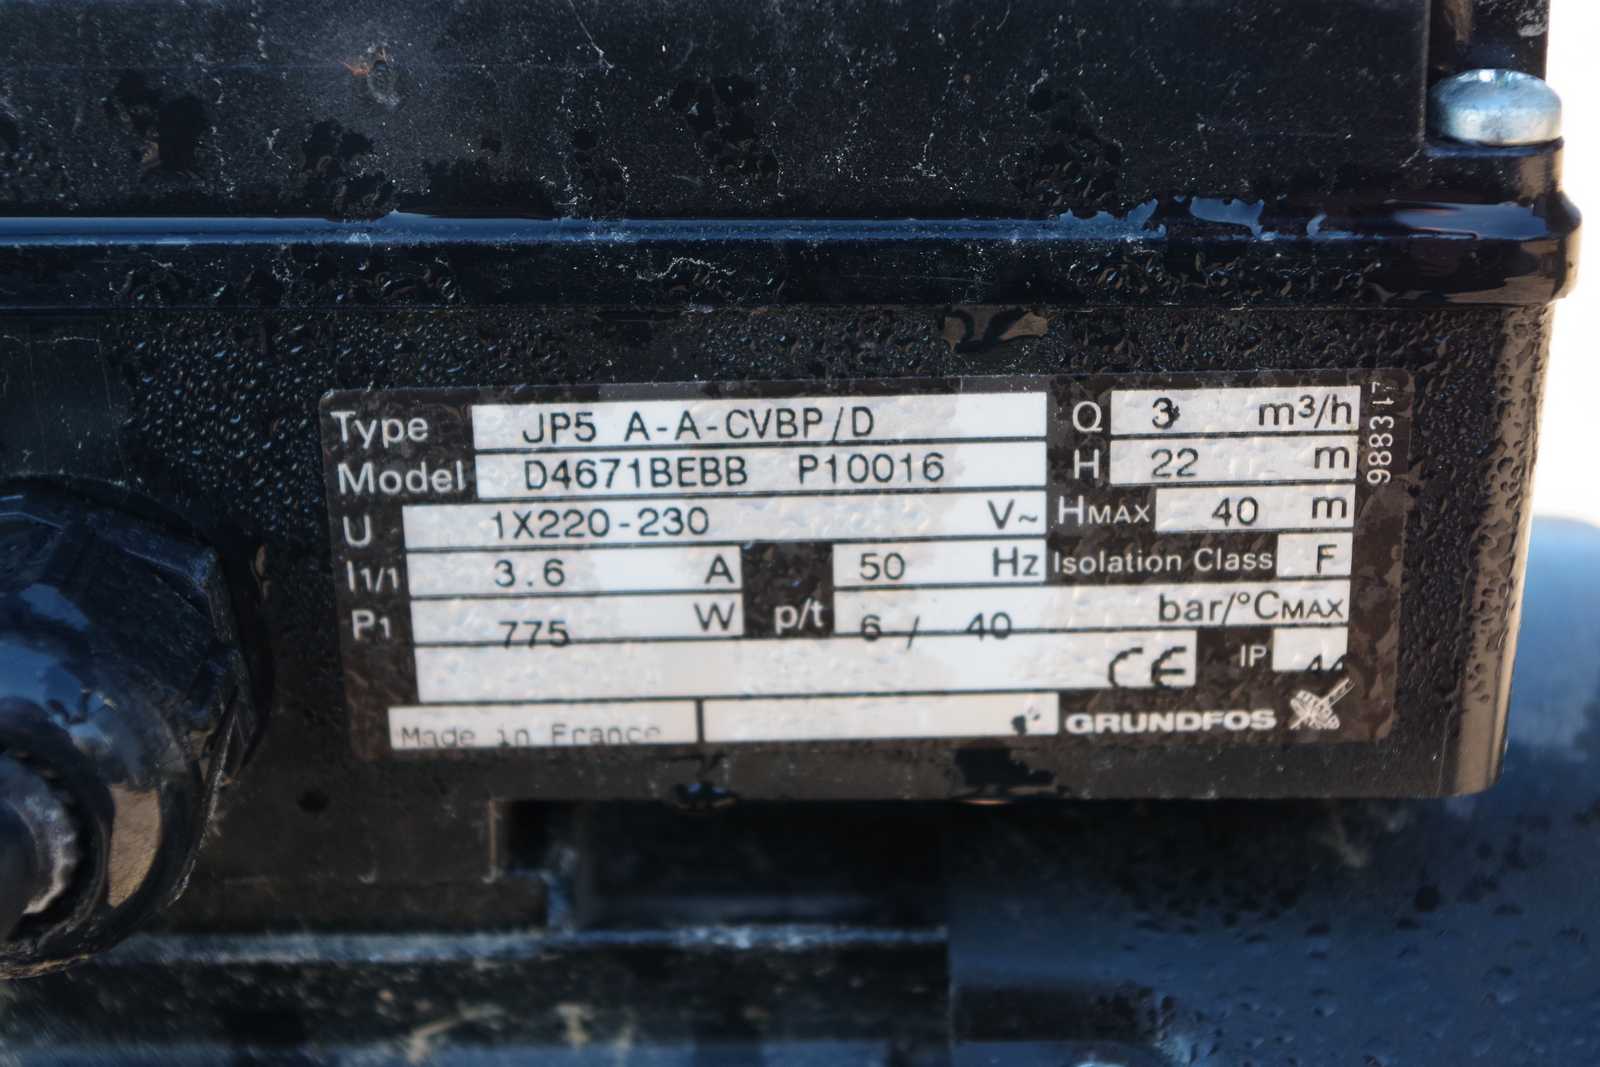 Type JP5 A-A-CVBP/D Q 3 m³/h
Model D4671BEBB P10016 H 22 m
U 1X220-230 V~ HMAX 40 m
I1/1 3.6 A 50 Hz Isolation Class F
P1 775 W p/t 6 / 40 bar/°CMAX
CE IP 44
Made in France GRUNDFOS